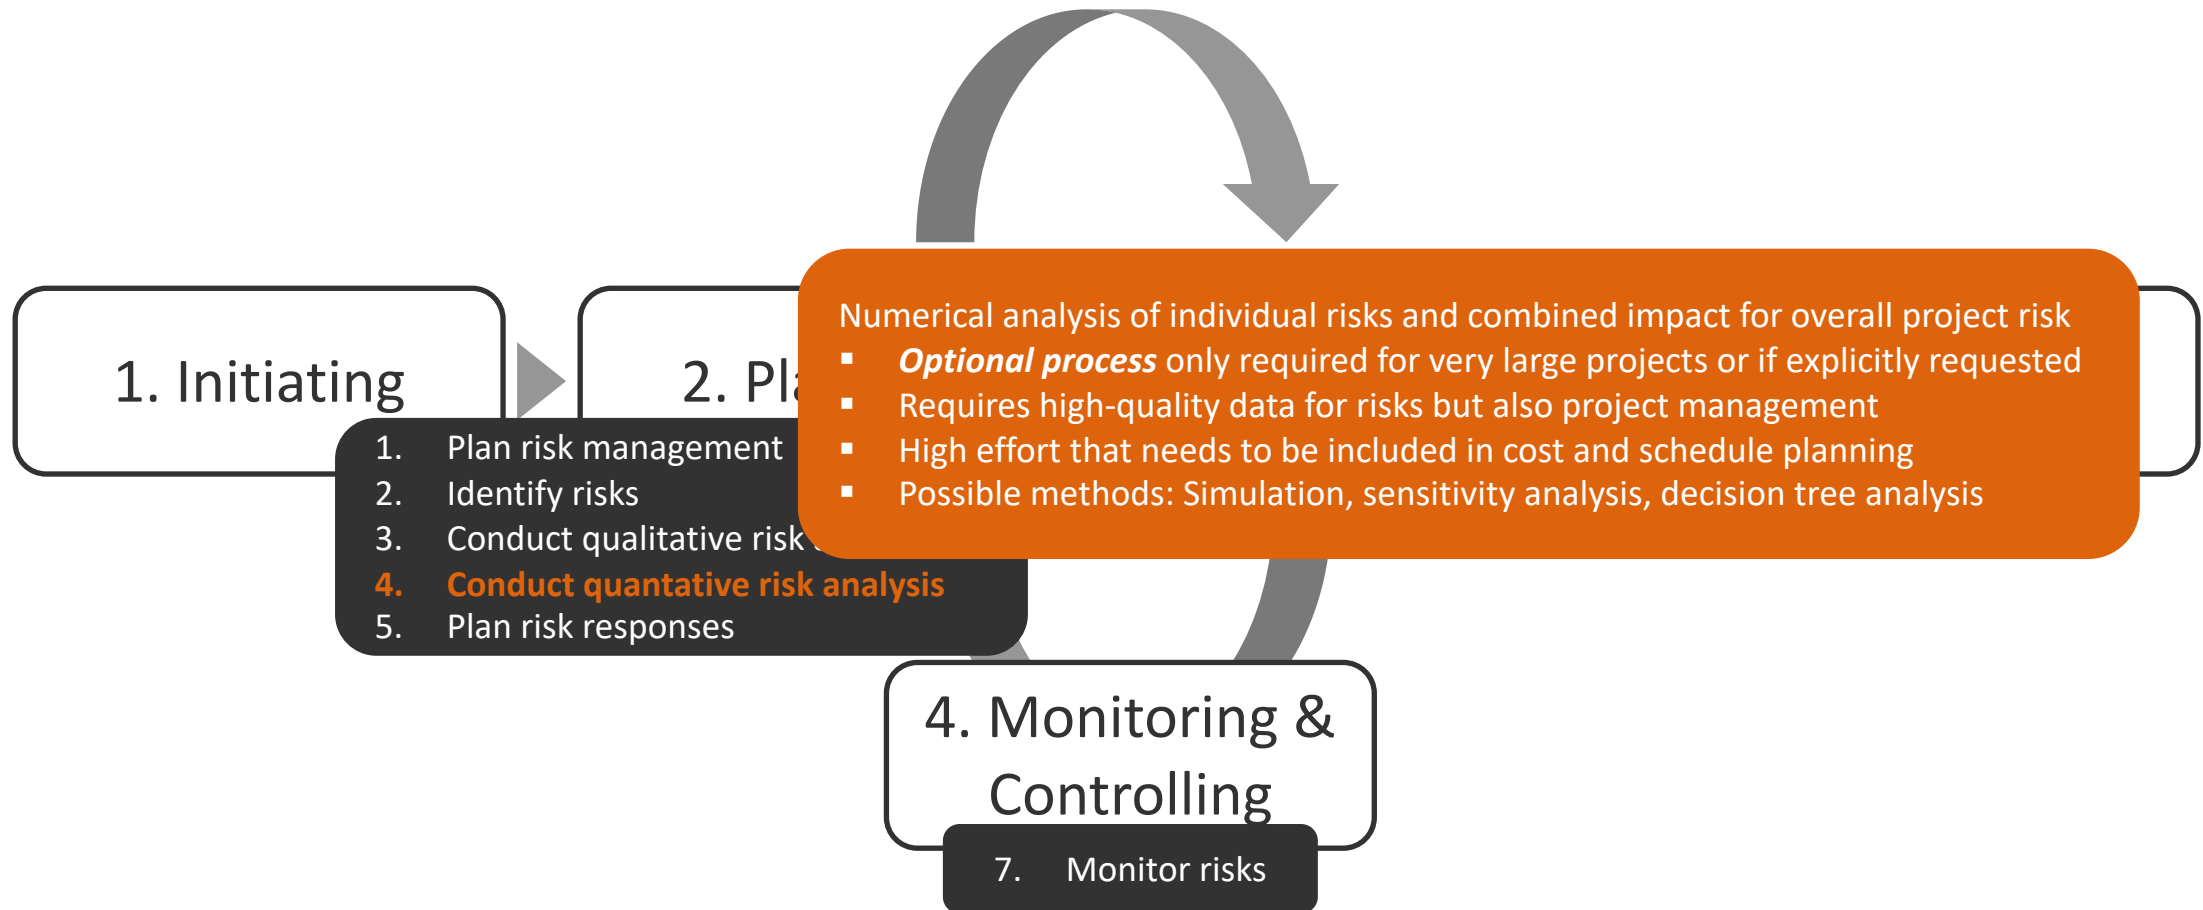 1. Initiating
2. Pla
Numerical analysis of individual risks and combined impact for overall project risk
▪ Optional process only required for very large projects or if explicitly requested
▪ Requires high-quality data for risks but also project management
▪ High effort that needs to be included in cost and schedule planning
▪ Possible methods: Simulation, sensitivity analysis, decision tree analysis
1. Plan risk management
2. Identify risks
3. Conduct qualitative risk
4. Conduct quantative risk analysis
5. Plan risk responses
4. Monitoring &
Controlling
7. Monitor risks